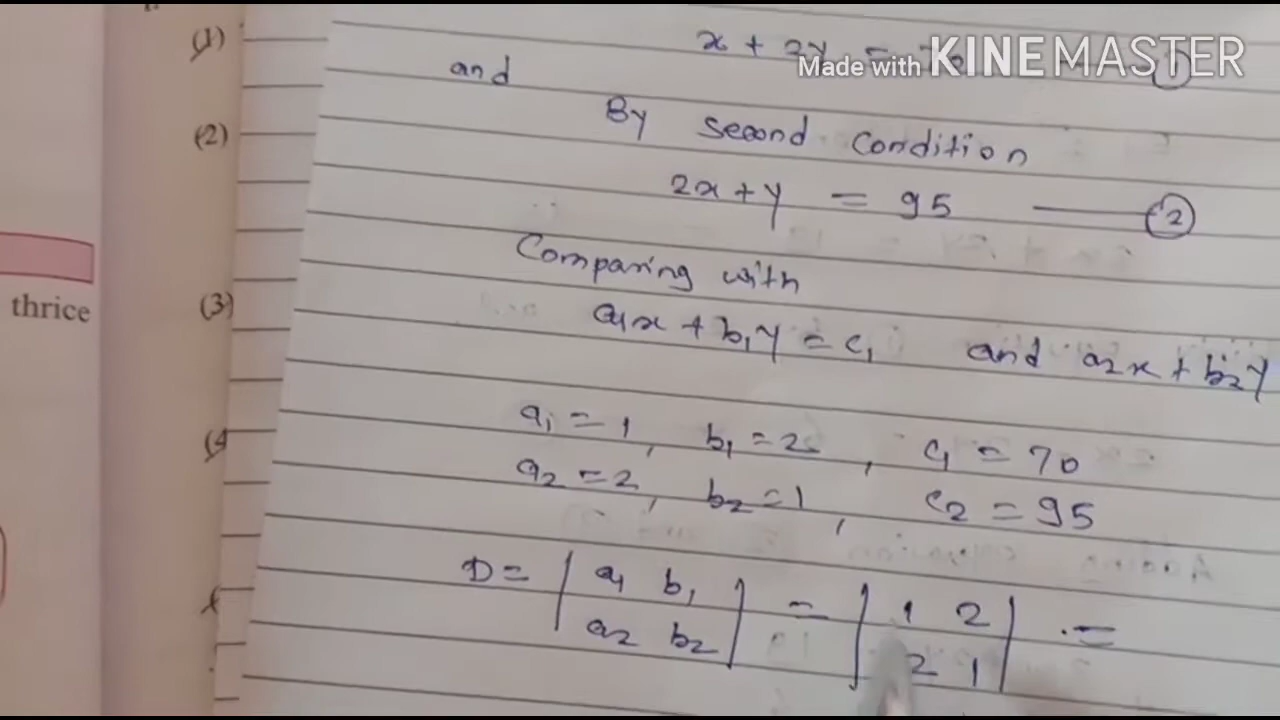 (1)
x + 2y =
Made with KINEMASTER
and
(2)
By second condition
2x + y = 95 —— (2)
thrice
Comparing with
(3)
a1x + b1y = c1 and a2x + b2y
(4
a1 = 1, b1 = 2, c1 = 70
a2 = 2, b2 = 1, c2 = 95
D = | a1 b1 | = | 1 2 | =
| a2 b2 | | 2 1 |